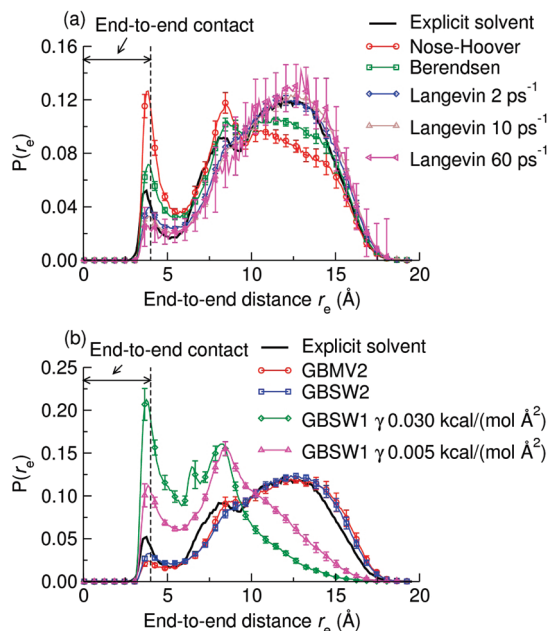 (a) End-to-end contact
Explicit solvent
Nose-Hoover
Berendsen
Langevin 2 ps⁻¹
Langevin 10 ps⁻¹
Langevin 60 ps⁻¹
0.16
0.12
0.08
0.04
0.00
P(rₑ)
0 5 10 15 20
End-to-end distance rₑ (Å)
(b)
End-to-end contact
Explicit solvent
GBMV2
GBSW2
GBSW1 γ 0.030 kcal/(mol Å²)
GBSW1 γ 0.005 kcal/(mol Å²)
0.25
0.20
0.15
0.10
0.05
0.00
P(rₑ)
0 5 10 15 20
End-to-end distance rₑ (Å)